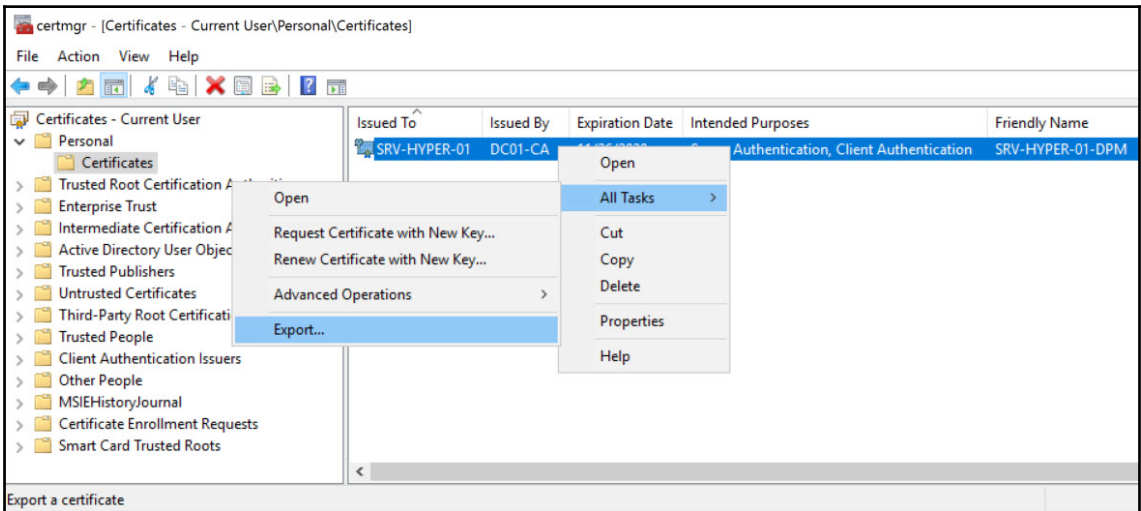 certmgr - [Certificates - Current User\Personal\Certificates]
File Action View Help
Certificates - Current User
Personal
Certificates
Trusted Root Certification
Enterprise Trust
Intermediate Certification
Active Directory User Objec
Trusted Publishers
Untrusted Certificates
Third-Party Root Certificati
Trusted People
Client Authentication Issuers
Other People
MSIEHistoryJournal
Certificate Enrollment Requests
Smart Card Trusted Roots
Issued To Issued By Expiration Date Intended Purposes Friendly Name
SRV-HYPER-01 DC01-CA Authentication, Client Authentication SRV-HYPER-01-DPM
Open
All Tasks >
Cut
Copy
Delete
Properties
Help
Open
Request Certificate with New Key...
Renew Certificate with New Key...
Advanced Operations >
Export...
Export a certificate